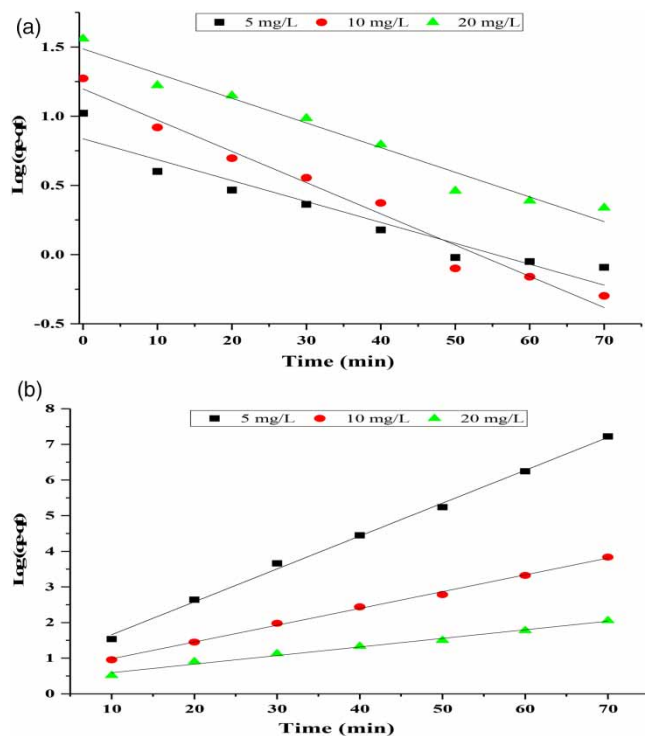 (a)
5 mg/L 10 mg/L 20 mg/L
1.5
1.0
0.5
0.0
-0.5
Log(qe-qt)
0 10 20 30 40 50 60 70
Time (min)
(b)
5 mg/L 10 mg/L 20 mg/L
8
7
6
5
4
3
2
1
0
Log(qe-qt)
10 20 30 40 50 60 70
Time (min)